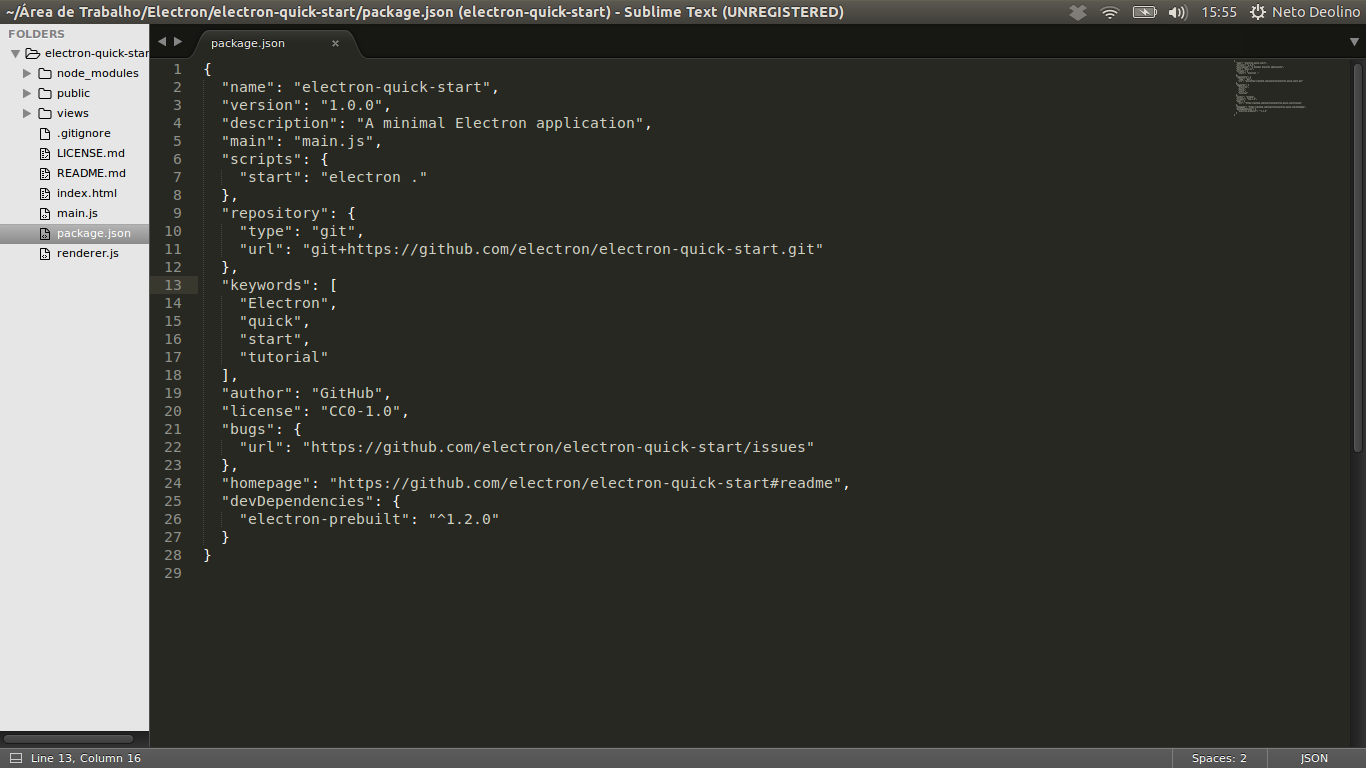 ~/Área de Trabalho/Electron/electron-quick-start/package.json (electron-quick-start) - Sublime Text (UNREGISTERED)
15:55
Neto Deolino
FOLDERS
electron-quick-star
node_modules
public
views
.gitignore
LICENSE.md
README.md
index.html
main.js
package.json
renderer.js
package.json ×
1 {
2   "name": "electron-quick-start",
3   "version": "1.0.0",
4   "description": "A minimal Electron application",
5   "main": "main.js",
6   "scripts": {
7     "start": "electron ."
8   },
9   "repository": {
10     "type": "git",
11     "url": "git+https://github.com/electron/electron-quick-start.git"
12   },
13   "keywords": [
14     "Electron",
15     "quick",
16     "start",
17     "tutorial"
18   ],
19   "author": "GitHub",
20   "license": "CC0-1.0",
21   "bugs": {
22     "url": "https://github.com/electron/electron-quick-start/issues"
23   },
24   "homepage": "https://github.com/electron/electron-quick-start#readme",
25   "devDependencies": {
26     "electron-prebuilt": "^1.2.0"
27   }
28 }
29
Line 13, Column 16
Spaces: 2
JSON